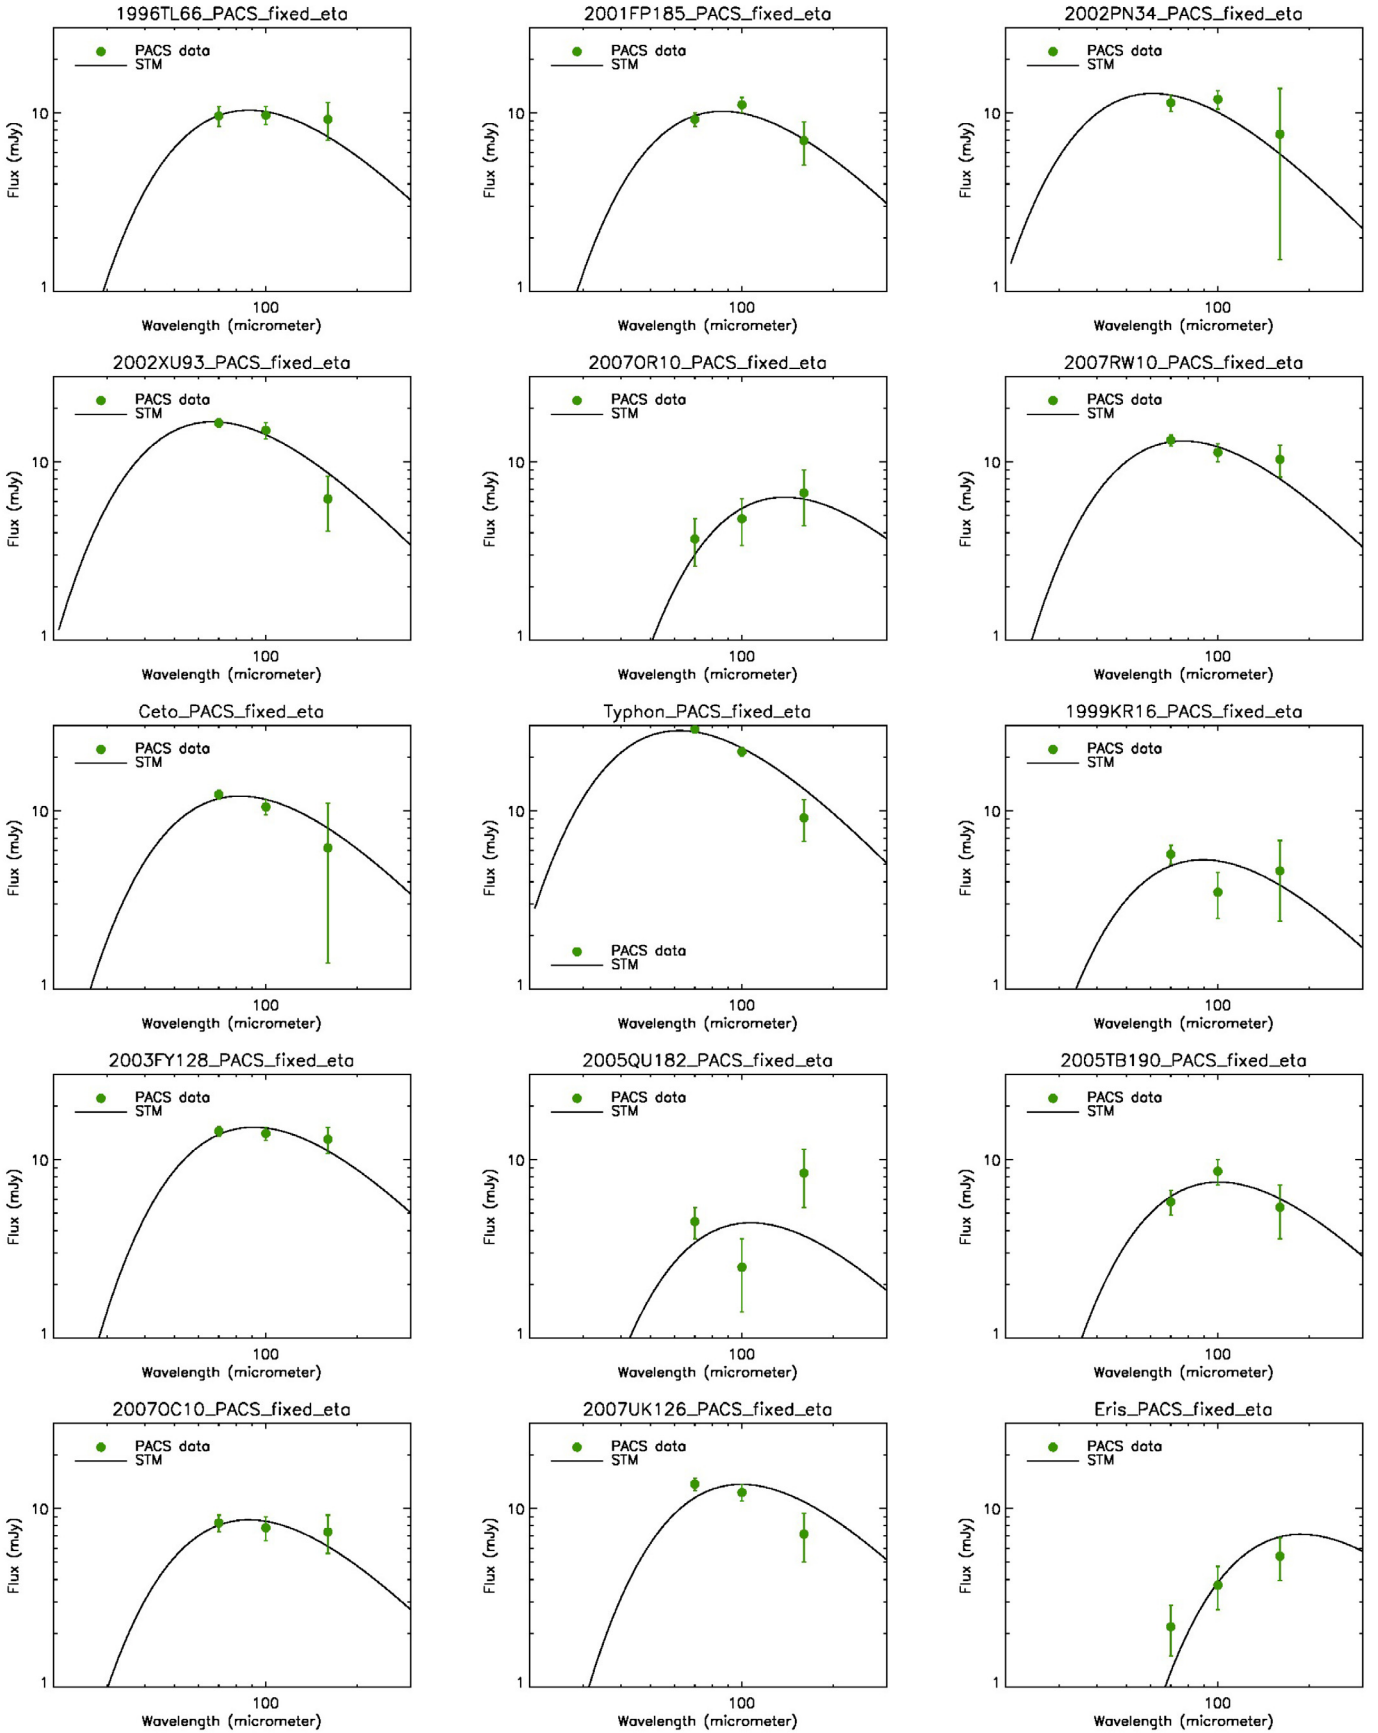 1996TL66_PACS_fixed_eta
PACS data
STM
Flux (mJy)
10
1
100
Wavelength (micrometer)
2001FP185_PACS_fixed_eta
PACS data
STM
Flux (mJy)
10
1
100
Wavelength (micrometer)
2002PN34_PACS_fixed_eta
PACS data
STM
Flux (mJy)
10
1
100
Wavelength (micrometer)
2002XU93_PACS_fixed_eta
PACS data
STM
Flux (mJy)
10
1
100
Wavelength (micrometer)
2007OR10_PACS_fixed_eta
PACS data
STM
Flux (mJy)
10
1
100
Wavelength (micrometer)
2007RW10_PACS_fixed_eta
PACS data
STM
Flux (mJy)
10
1
100
Wavelength (micrometer)
Ceto_PACS_fixed_eta
PACS data
STM
Flux (mJy)
10
1
100
Wavelength (micrometer)
Typhon_PACS_fixed_eta
Flux (mJy)
10
PACS data
STM
1
100
Wavelength (micrometer)
1999KR16_PACS_fixed_eta
PACS data
STM
Flux (mJy)
10
1
100
Wavelength (micrometer)
2003FY128_PACS_fixed_eta
PACS data
STM
Flux (mJy)
10
1
100
Wavelength (micrometer)
2005QU182_PACS_fixed_eta
PACS data
STM
Flux (mJy)
10
1
100
Wavelength (micrometer)
2005TB190_PACS_fixed_eta
PACS data
STM
Flux (mJy)
10
1
100
Wavelength (micrometer)
2007OC10_PACS_fixed_eta
PACS data
STM
Flux (mJy)
10
1
100
Wavelength (micrometer)
2007UK126_PACS_fixed_eta
PACS data
STM
Flux (mJy)
10
1
100
Wavelength (micrometer)
Eris_PACS_fixed_eta
PACS data
STM
Flux (mJy)
10
1
100
Wavelength (micrometer)